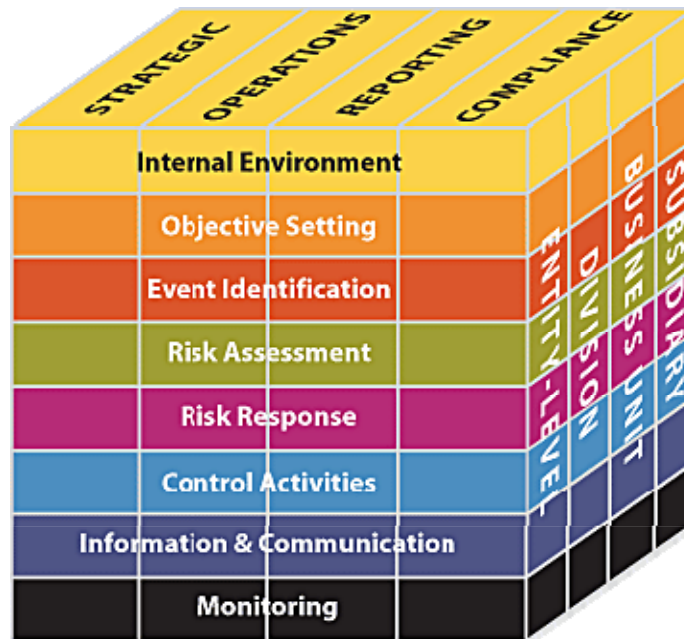 STRATEGIC
OPERATIONS
REPORTING
COMPLIANCE
Internal Environment
Objective Setting
Event Identification
Risk Assessment
Risk Response
Control Activities
Information & Communication
Monitoring
ENTITY-LEVEL
DIVISION
BUSINESS UNIT
SUBSIDIARY